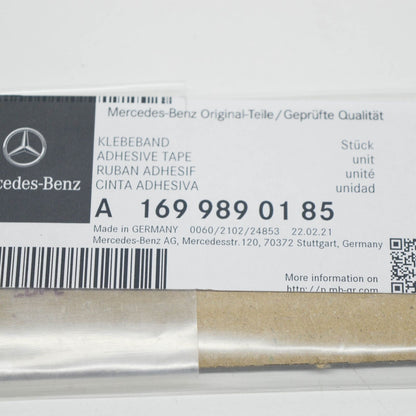 Mercedes-Benz Original-Teile/Geprüfte Qualität
KLEBEBAND Stück
ADHESIVE TAPE unit
RUBAN ADHESIF unité
CINTA ADHESIVA unidad
cedes-Benz
A 169 989 01 85
Made in GERMANY 0060/2102/24853 22.02.21
Mercedes-Benz AG, Mercedesstr.120, 70372 Stuttgart, Germany
More information on